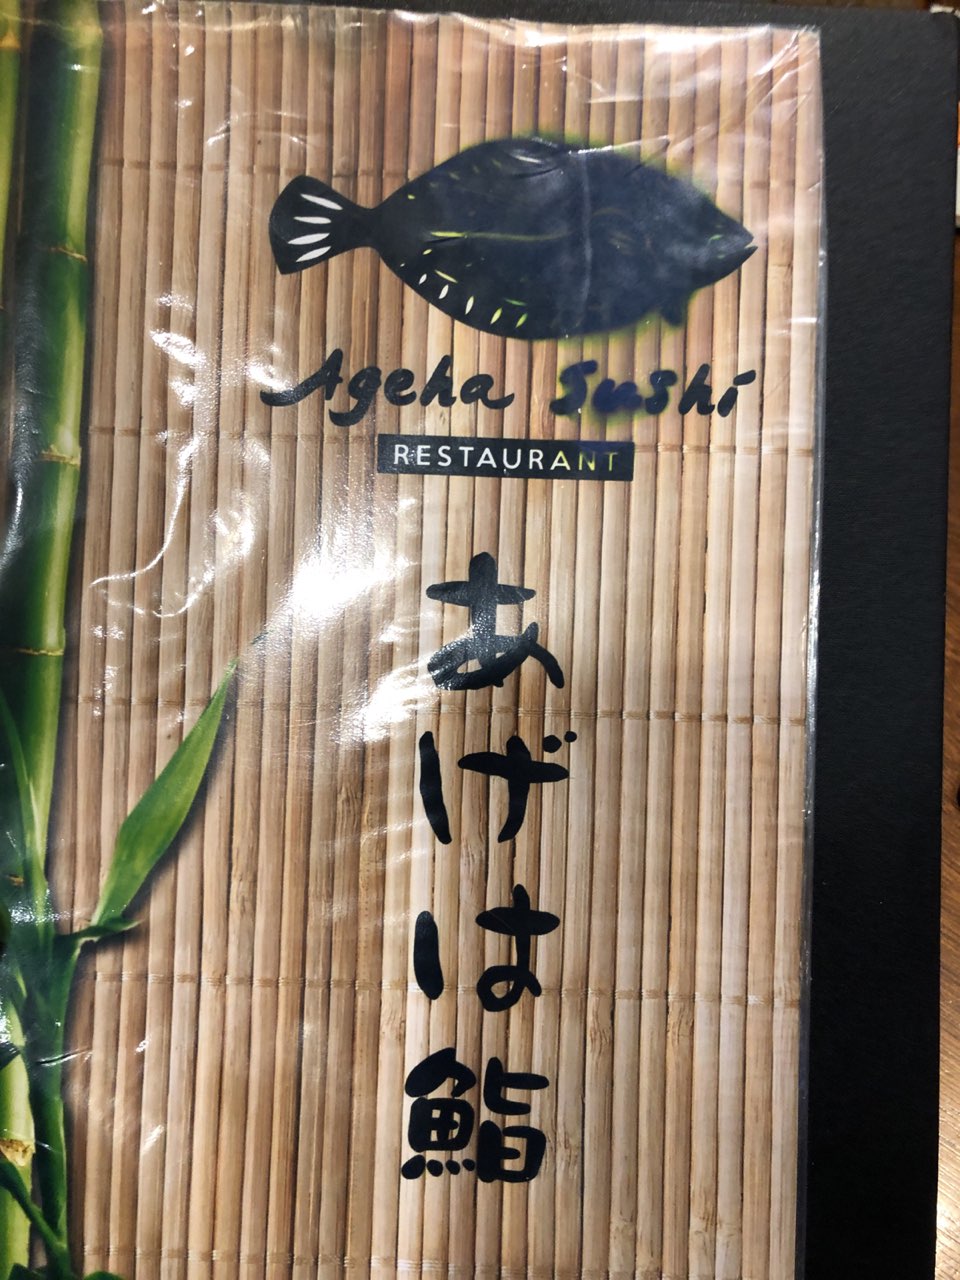 Ageha Sushi
RESTAURANT
あげは鮨